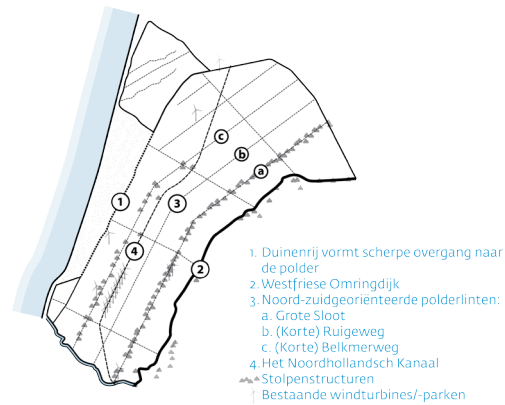 c
b
a
1
3
4
2
1. Duinenrij vormt scherpe overgang naar
de polder
2. Westfriese Omringdijk
3. Noord-zuidgeoriënteerde polderlinten:
a. Grote Sloot
b. (Korte) Ruigeweg
c. (Korte) Belkmerweg
4. Het Noordhollandsch Kanaal
Stolpenstructuren
Bestaande windturbines/-parken